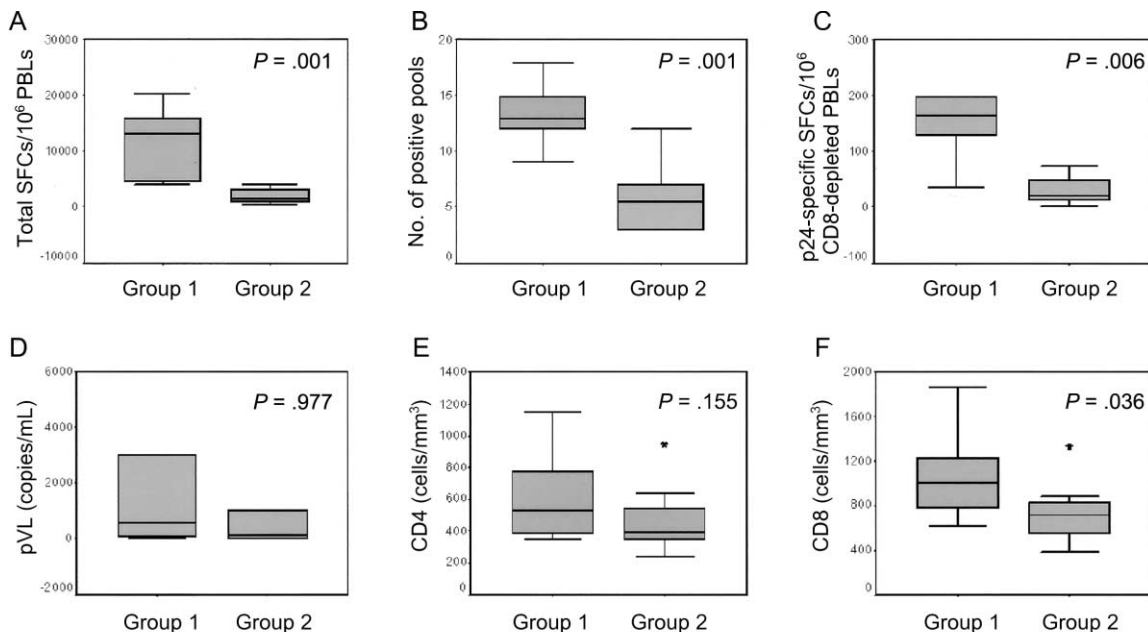 A
Total SFCs/10⁶ PBLs
30000
20000
10000
0
-10000
P = .001
Group 1 Group 2
B
No. of positive pools
20
15
10
5
0
P = .001
Group 1 Group 2
C
p24-specific SFCs/10⁶
CD8-depleted PBLs
300
200
100
0
-100
P = .006
Group 1 Group 2
D
pVL (copies/mL)
6000
4000
2000
0
-2000
P = .977
Group 1 Group 2
E
CD4 (cells/mm³)
1400
1200
1000
800
600
400
200
0
P = .155
*
Group 1 Group 2
F
CD8 (cells/mm³)
2000
1600
1200
800
400
0
P = .036
*
Group 1 Group 2